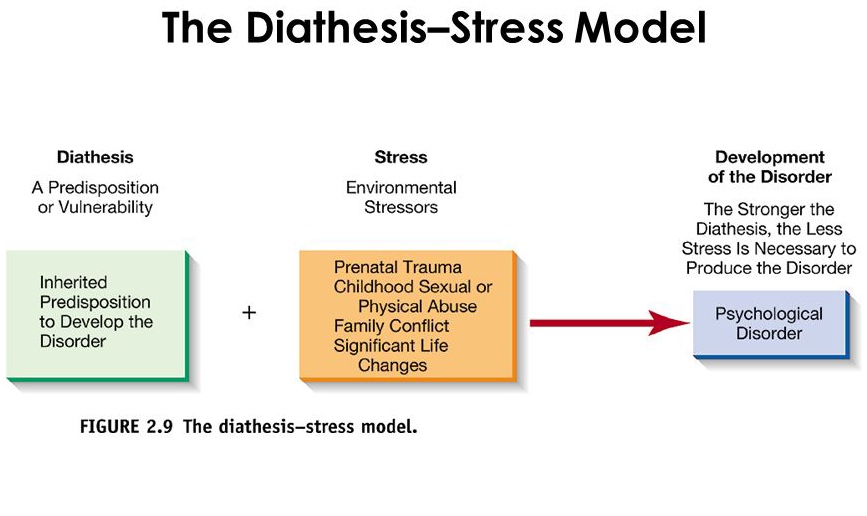 The Diathesis–Stress Model
Diathesis
A Predisposition
or Vulnerability
Inherited
Predisposition
to Develop the
Disorder
+
Stress
Environmental
Stressors
Prenatal Trauma
Childhood Sexual or
Physical Abuse
Family Conflict
Significant Life
Changes
Development
of the Disorder
The Stronger the
Diathesis, the Less
Stress Is Necessary to
Produce the Disorder
Psychological
Disorder
FIGURE 2.9 The diathesis–stress model.